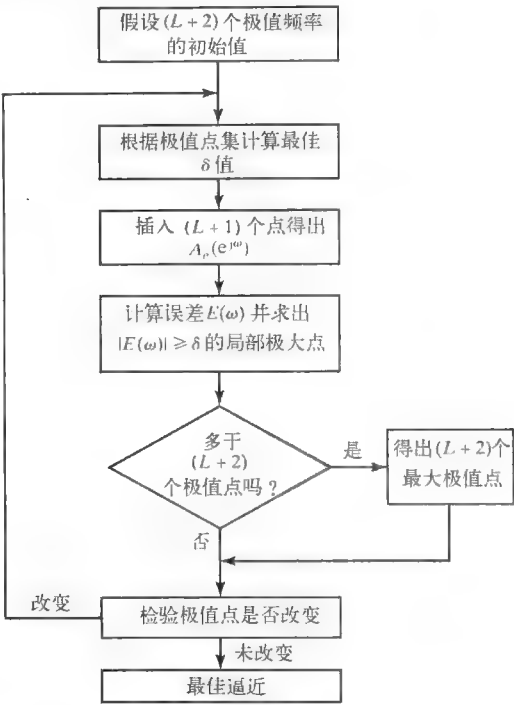 假设(L+2)个极值频率
的初始值
根据极值点集计算最佳
δ值
插入 (L+1) 个点得出
Aₑ(e^jω)
计算误差E(ω)并求出
|E(ω)|≥δ的局部极大点
多于
(L+2)
个极值点吗?
是
得出(L+2)个
最大极值点
否
改变
检验极值点是否改变
未改变
最佳逼近